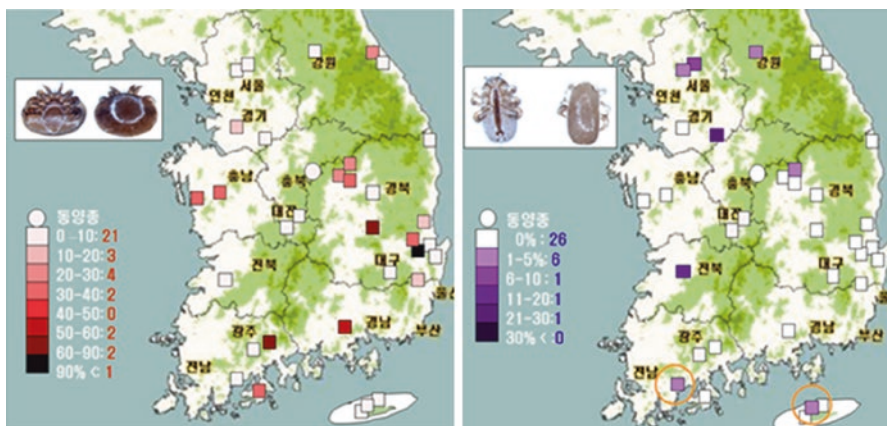 강원
서울
인천
경기
충남
충북
경북
대전
동양종
0 -10: 21
10-20: 3
20-30: 4
30-40: 2
40-50: 0
50-60: 2
60-90: 2
90% < 1
전북
대구
울산
경남
부산
광주
전남
강원
서울
인천
경기
충남
충북
경북
대전
동양종
0% : 26
1-5%: 6
6-10 : 1
11-20: 1
21-30: 1
30% < 0
전북
대구
경남
부산
광주
전남